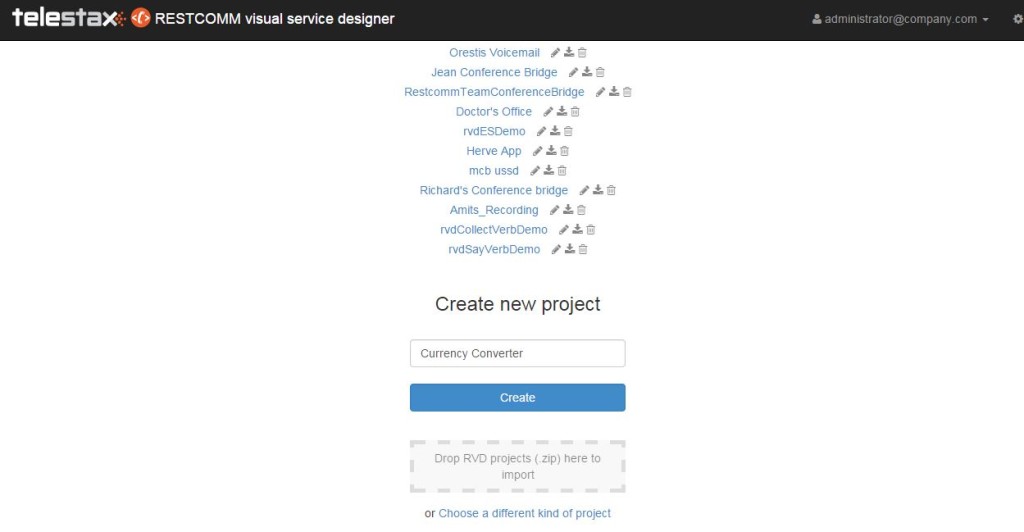 telestax RESTCOMM visual service designer administrator@company.com
Orestis Voicemail
Jean Conference Bridge
RestcommTeamConferenceBridge
Doctor's Office
rvdESDemo
Herve App
mcb ussd
Richard's Conference bridge
Amits_Recording
rvdCollectVerbDemo
rvdSayVerbDemo
Create new project
Currency Converter
Create
Drop RVD projects (.zip) here to
import
or Choose a different kind of project